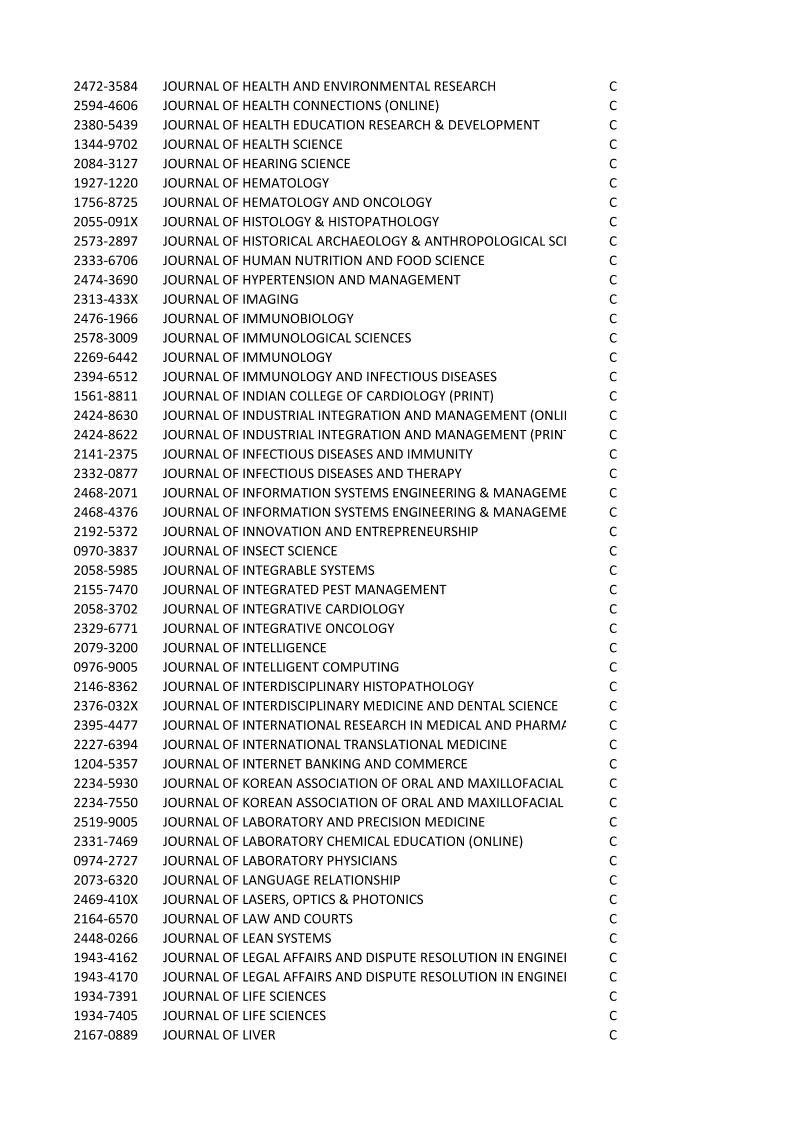 2472-3584 JOURNAL OF HEALTH AND ENVIRONMENTAL RESEARCH C
2594-4606 JOURNAL OF HEALTH CONNECTIONS (ONLINE) C
2380-5439 JOURNAL OF HEALTH EDUCATION RESEARCH & DEVELOPMENT C
1344-9702 JOURNAL OF HEALTH SCIENCE C
2084-3127 JOURNAL OF HEARING SCIENCE C
1927-1220 JOURNAL OF HEMATOLOGY C
1756-8725 JOURNAL OF HEMATOLOGY AND ONCOLOGY C
2055-091X JOURNAL OF HISTOLOGY & HISTOPATHOLOGY C
2573-2897 JOURNAL OF HISTORICAL ARCHAEOLOGY & ANTHROPOLOGICAL SCI C
2333-6706 JOURNAL OF HUMAN NUTRITION AND FOOD SCIENCE C
2474-3690 JOURNAL OF HYPERTENSION AND MANAGEMENT C
2313-433X JOURNAL OF IMAGING C
2476-1966 JOURNAL OF IMMUNOBIOLOGY C
2578-3009 JOURNAL OF IMMUNOLOGICAL SCIENCES C
2269-6442 JOURNAL OF IMMUNOLOGY C
2394-6512 JOURNAL OF IMMUNOLOGY AND INFECTIOUS DISEASES C
1561-8811 JOURNAL OF INDIAN COLLEGE OF CARDIOLOGY (PRINT) C
2424-8630 JOURNAL OF INDUSTRIAL INTEGRATION AND MANAGEMENT (ONLI C
2424-8622 JOURNAL OF INDUSTRIAL INTEGRATION AND MANAGEMENT (PRIN C
2141-2375 JOURNAL OF INFECTIOUS DISEASES AND IMMUNITY C
2332-0877 JOURNAL OF INFECTIOUS DISEASES AND THERAPY C
2468-2071 JOURNAL OF INFORMATION SYSTEMS ENGINEERING & MANAGEME C
2468-4376 JOURNAL OF INFORMATION SYSTEMS ENGINEERING & MANAGEME C
2192-5372 JOURNAL OF INNOVATION AND ENTREPRENEURSHIP C
0970-3837 JOURNAL OF INSECT SCIENCE C
2058-5985 JOURNAL OF INTEGRABLE SYSTEMS C
2155-7470 JOURNAL OF INTEGRATED PEST MANAGEMENT C
2058-3702 JOURNAL OF INTEGRATIVE CARDIOLOGY C
2329-6771 JOURNAL OF INTEGRATIVE ONCOLOGY C
2079-3200 JOURNAL OF INTELLIGENCE C
0976-9005 JOURNAL OF INTELLIGENT COMPUTING C
2146-8362 JOURNAL OF INTERDISCIPLINARY HISTOPATHOLOGY C
2376-032X JOURNAL OF INTERDISCIPLINARY MEDICINE AND DENTAL SCIENCE C
2395-4477 JOURNAL OF INTERNATIONAL RESEARCH IN MEDICAL AND PHARMA C
2227-6394 JOURNAL OF INTERNATIONAL TRANSLATIONAL MEDICINE C
1204-5357 JOURNAL OF INTERNET BANKING AND COMMERCE C
2234-5930 JOURNAL OF KOREAN ASSOCIATION OF ORAL AND MAXILLOFACIAL C
2234-7550 JOURNAL OF KOREAN ASSOCIATION OF ORAL AND MAXILLOFACIAL C
2519-9005 JOURNAL OF LABORATORY AND PRECISION MEDICINE C
2331-7469 JOURNAL OF LABORATORY CHEMICAL EDUCATION (ONLINE) C
0974-2727 JOURNAL OF LABORATORY PHYSICIANS C
2073-6320 JOURNAL OF LANGUAGE RELATIONSHIP C
2469-410X JOURNAL OF LASERS, OPTICS & PHOTONICS C
2164-6570 JOURNAL OF LAW AND COURTS C
2448-0266 JOURNAL OF LEAN SYSTEMS C
1943-4162 JOURNAL OF LEGAL AFFAIRS AND DISPUTE RESOLUTION IN ENGINEI C
1943-4170 JOURNAL OF LEGAL AFFAIRS AND DISPUTE RESOLUTION IN ENGINEI C
1934-7391 JOURNAL OF LIFE SCIENCES C
1934-7405 JOURNAL OF LIFE SCIENCES C
2167-0889 JOURNAL OF LIVER C